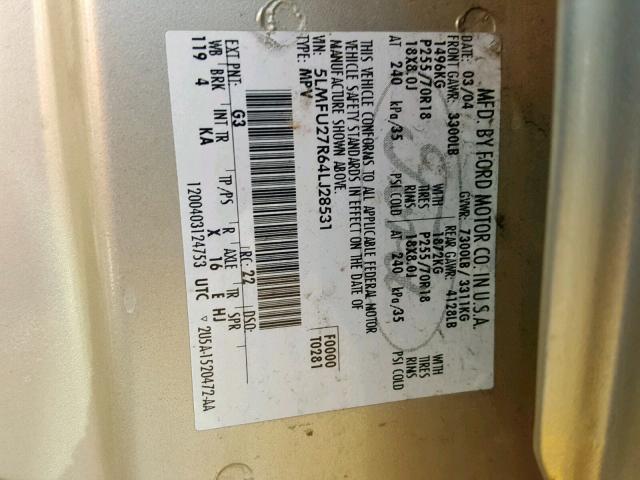 MFD. BY FORD MOTOR CO. IN U.S.A.
DATE: 03/04 GVWR: 7300LB / 3311KG
FRONT GAWR: 3300LB REAR GAWR: 4128LB
1496KG WITH 1872KG WITH
P255/70R18 TIRES P255/70R18 TIRES
18X8.0J RIMS 18X8.0J RIMS
AT 240 kPa/35 PSI COLD AT 240 kPa/35 PSI COLD
THIS VEHICLE CONFORMS TO ALL APPLICABLE FEDERAL MOTOR
VEHICLE SAFETY STANDARDS IN EFFECT ON THE DATE OF
MANUFACTURE SHOWN ABOVE.
VIN: 5LMFU27R64LJ28531
TYPE: MPV
F0000
T0281
EXT PNT: G3 RC: 22 DSO:
WB BRK INT TR TP/PS R AXLE TR SPR
119 4 KA X 16 E HJ
1200403124753 UTC ▽ 2U5A-1520472-AA